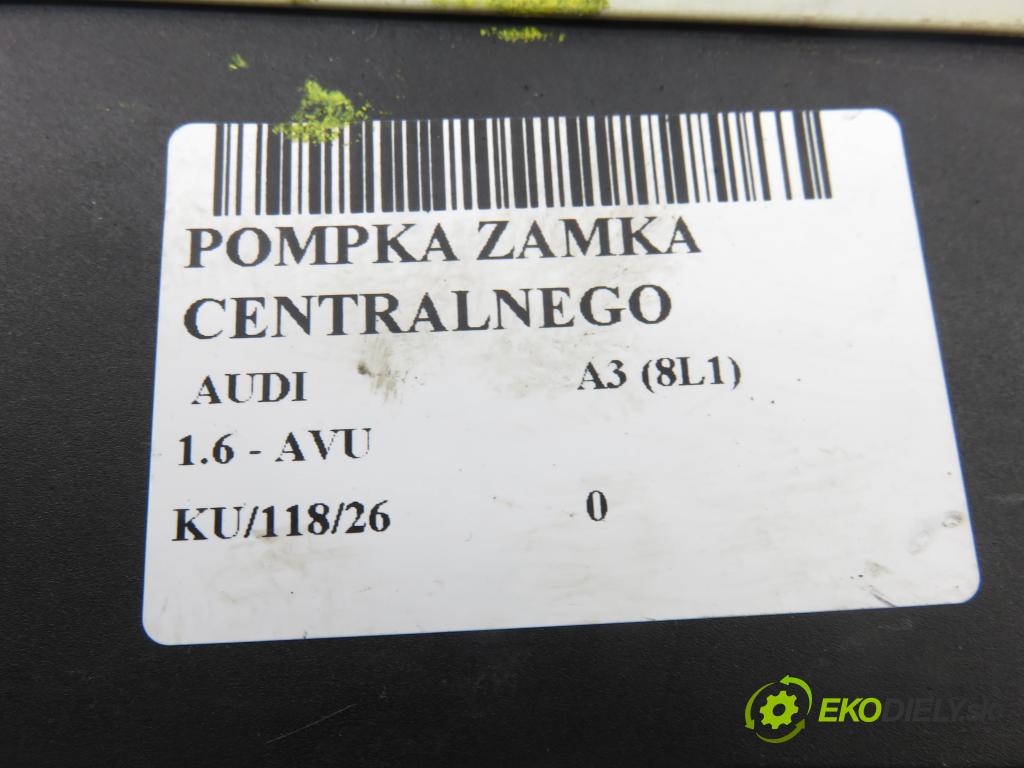 POMPKA ZAMKA
CENTRALNEGO
AUDI A3 (8L1)
1.6 - AVU
KU/118/26 0
EKODIELY.sk